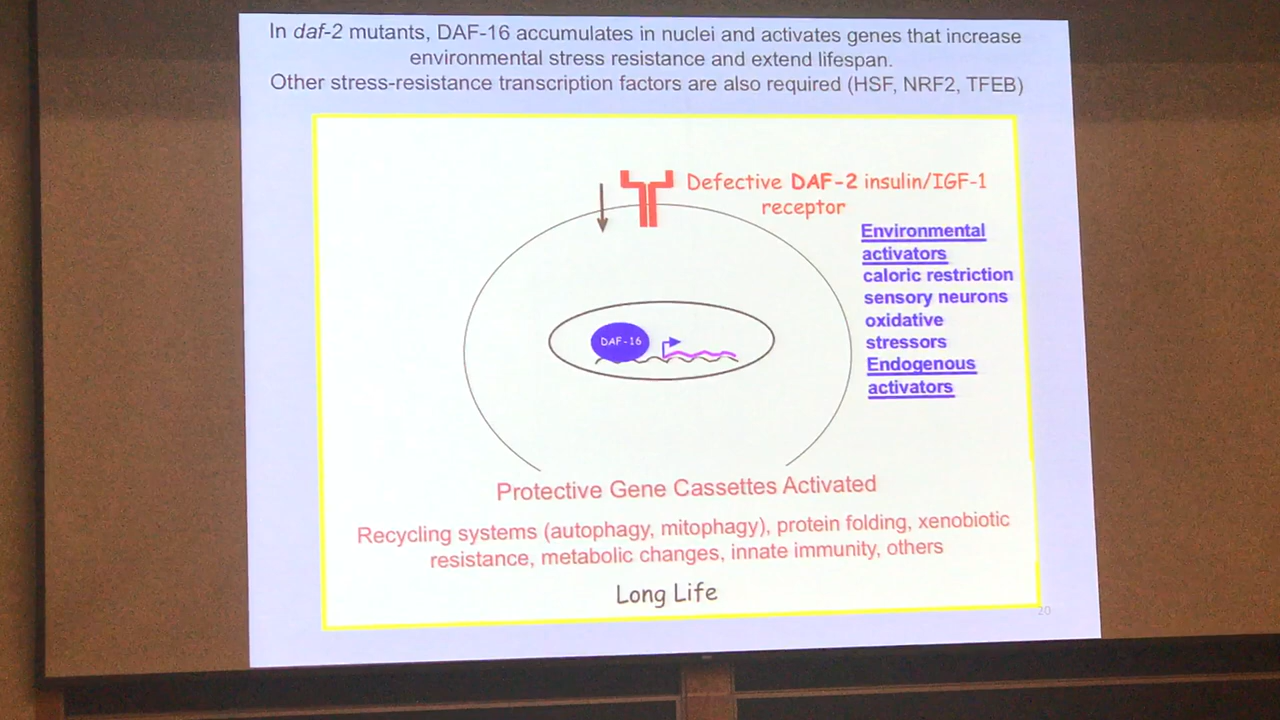 In daf-2 mutants, DAF-16 accumulates in nuclei and activates genes that increase
environmental stress resistance and extend lifespan.
Other stress-resistance transcription factors are also required (HSF, NRF2, TFEB)
Defective DAF-2 insulin/IGF-1
receptor
Environmental
activators
caloric restriction
sensory neurons
oxidative
stressors
Endogenous
activators
DAF-16
Protective Gene Cassettes Activated
Recycling systems (autophagy, mitophagy), protein folding, xenobiotic
resistance, metabolic changes, innate immunity, others
Long Life
20